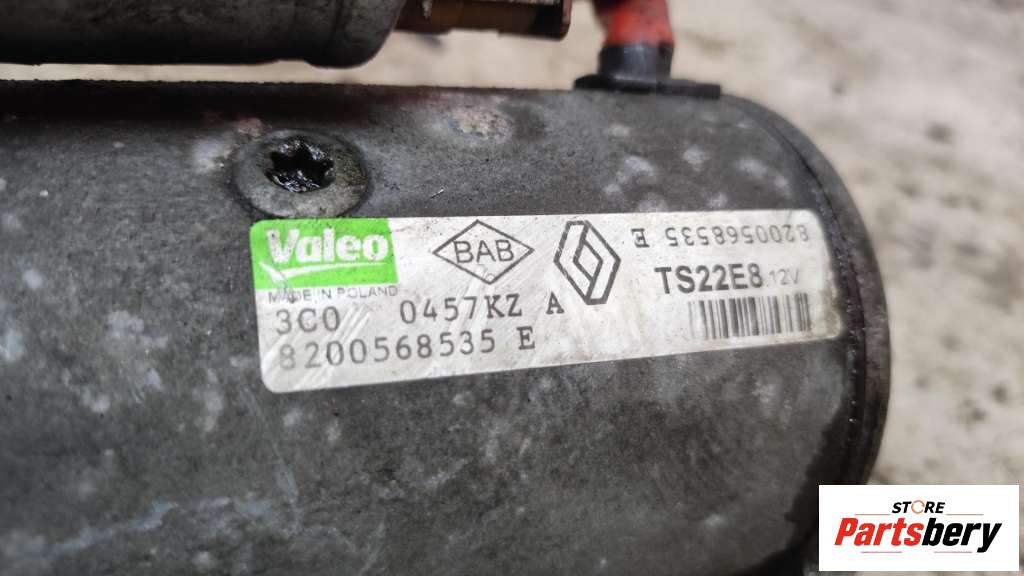 Valeo
MADE IN POLAND
BAB
8200568535 E
TS22E8 12V
3C0 0457KZ A
8200568535 E
STORE
Partsbery